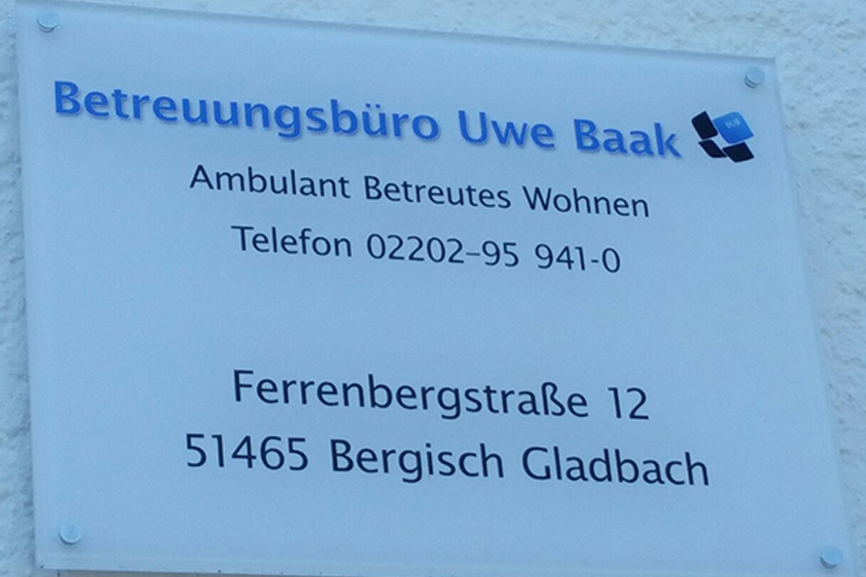 Betreuungsbüro Uwe Baak
Ambulant Betreutes Wohnen
Telefon 02202-95 941-0
Ferrenbergstraße 12
51465 Bergisch Gladbach